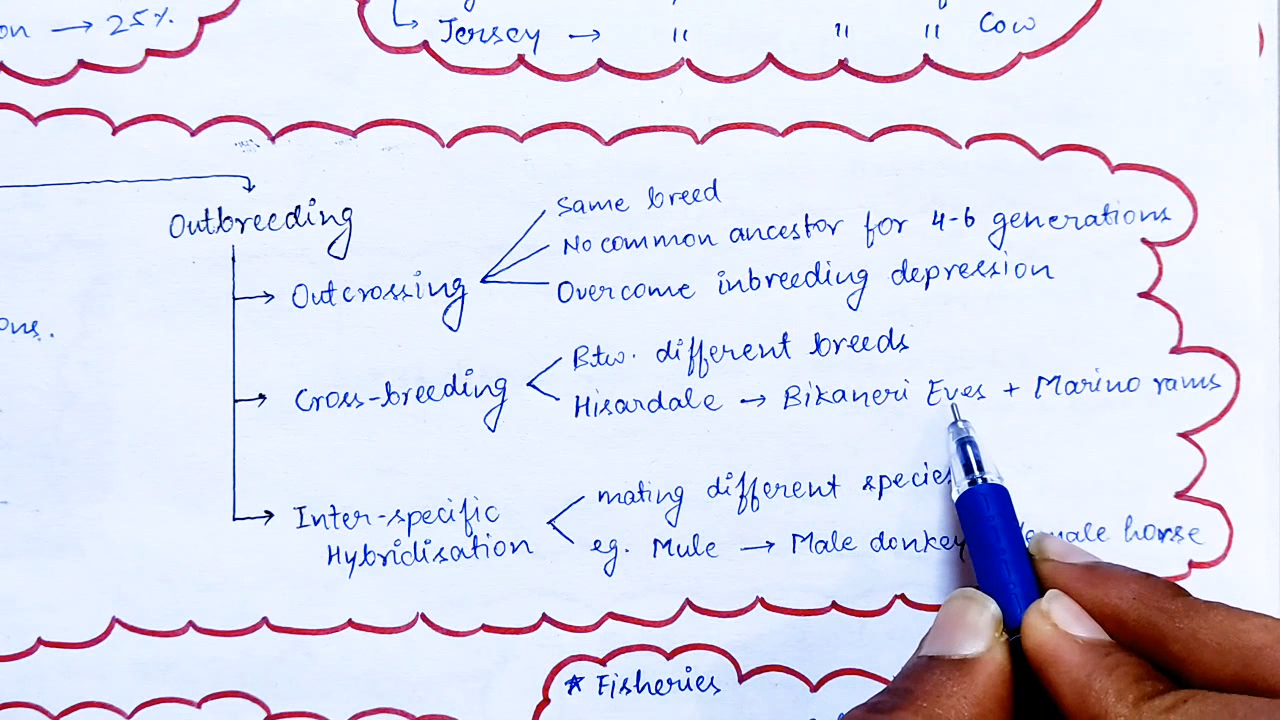 on → 25%
Jersey → " " " Cow
Outbreeding
Outcrossing
Same breed
No common ancestor for 4-6 generations
Overcome inbreeding depression
ons.
Cross-breeding
Btw. different breeds
Hisardale → Bikaneri Eves + Marino rams
Inter-specific
Hybridisation
mating different species
eg. Mule → Male donkey female horse
* Fisheries